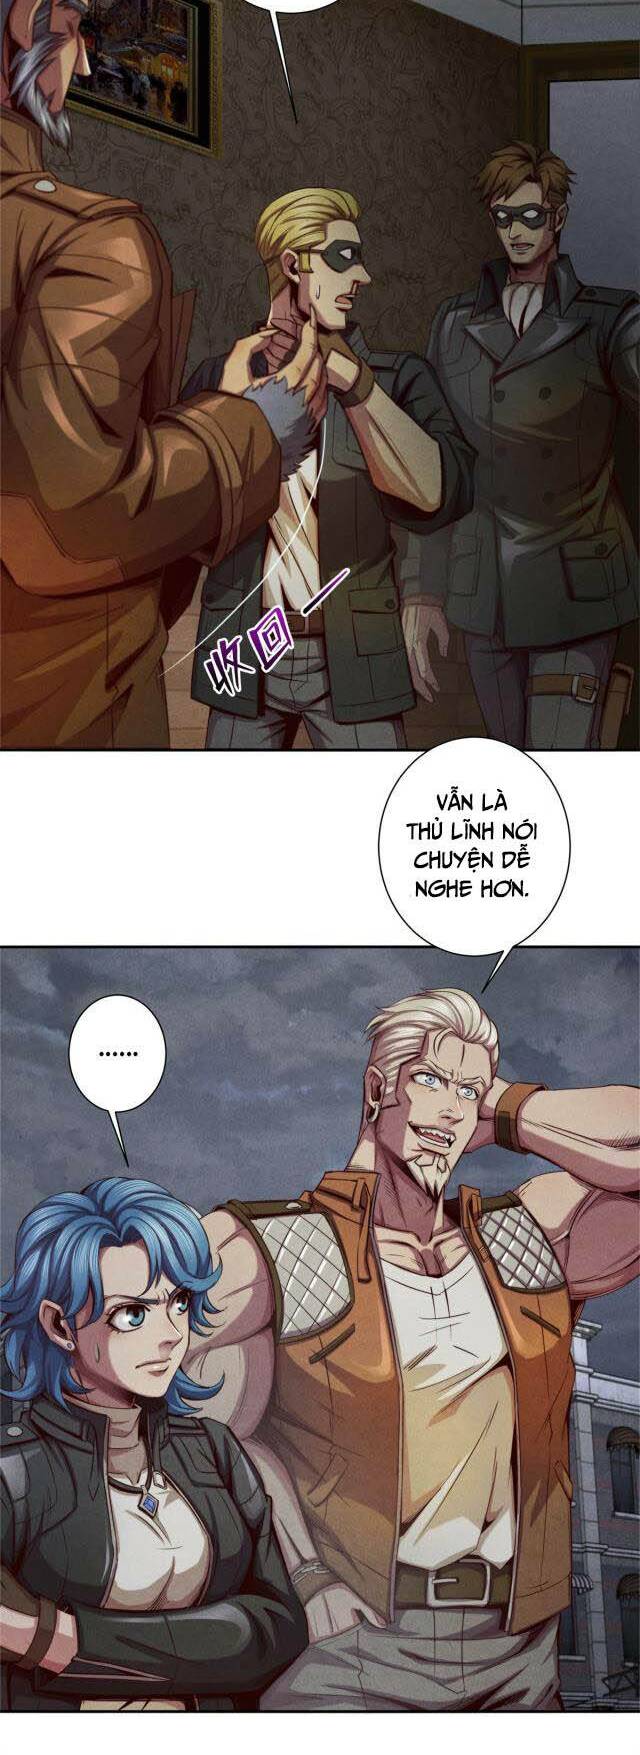 收回
VẪN LÀ
THỦ LĨNH NÓI
CHUYỆN DỄ
NGHE HƠN.
......